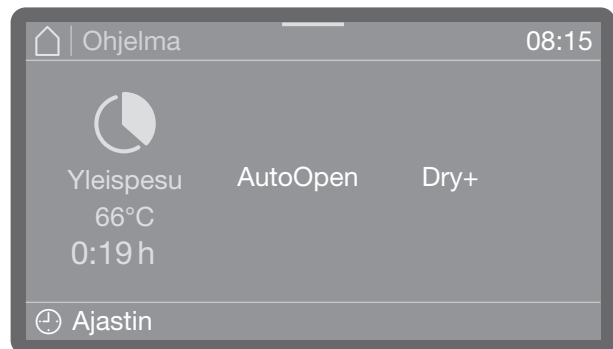 Ohjelma 08:15
Yleispesu AutoOpen Dry+
66°C
0:19 h
Ajastin